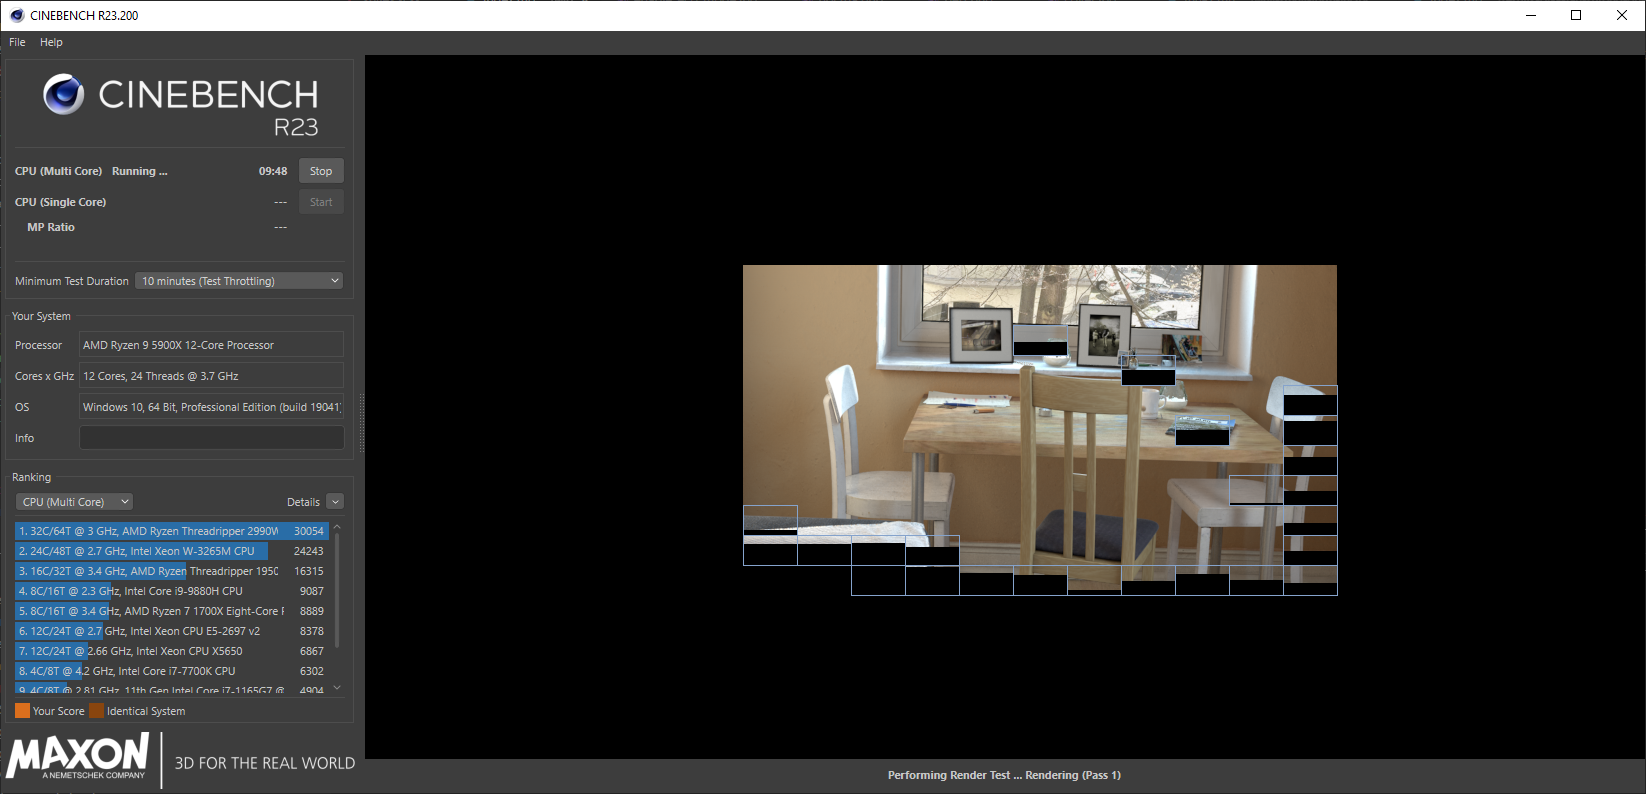 CINEBENCH R23.200
File Help
CINEBENCH
R23
CPU (Multi Core) Running ... 09:48 Stop
CPU (Single Core) --- Start
MP Ratio ---
Minimum Test Duration 10 minutes (Test Throttling)
Your System
Processor AMD Ryzen 9 5900X 12-Core Processor
Cores x GHz 12 Cores, 24 Threads @ 3.7 GHz
OS Windows 10, 64 Bit, Professional Edition (build 19041)
Info
Ranking
CPU (Multi Core) Details
1. 32C/64T @ 3 GHz, AMD Ryzen Threadripper 2990W 30054
2. 24C/48T @ 2.7 GHz, Intel Xeon W-3265M CPU 24243
3. 16C/32T @ 3.4 GHz, AMD Ryzen Threadripper 195 16315
4. 8C/16T @ 2.3 GHz, Intel Core i9-9880H CPU 9087
5. 8C/16T @ 3.4 GHz, AMD Ryzen 7 1700X Eight-Core 8889
6. 12C/24T @ 2.7 GHz, Intel Xeon CPU E5-2697 v2 8378
7. 12C/24T @ 2.66 GHz, Intel Xeon CPU X5650 6867
8. 4C/8T @ 4.2 GHz, Intel Core i7-7700K CPU 6302
9. 4C/8T @ 2.81 GHz, 11th Gen Intel Core i7-1165G7 @ 4904
Your Score Identical System
MAXON
A NEMETSCHEK COMPANY
3D FOR THE REAL WORLD
Performing Render Test ... Rendering (Pass 1)